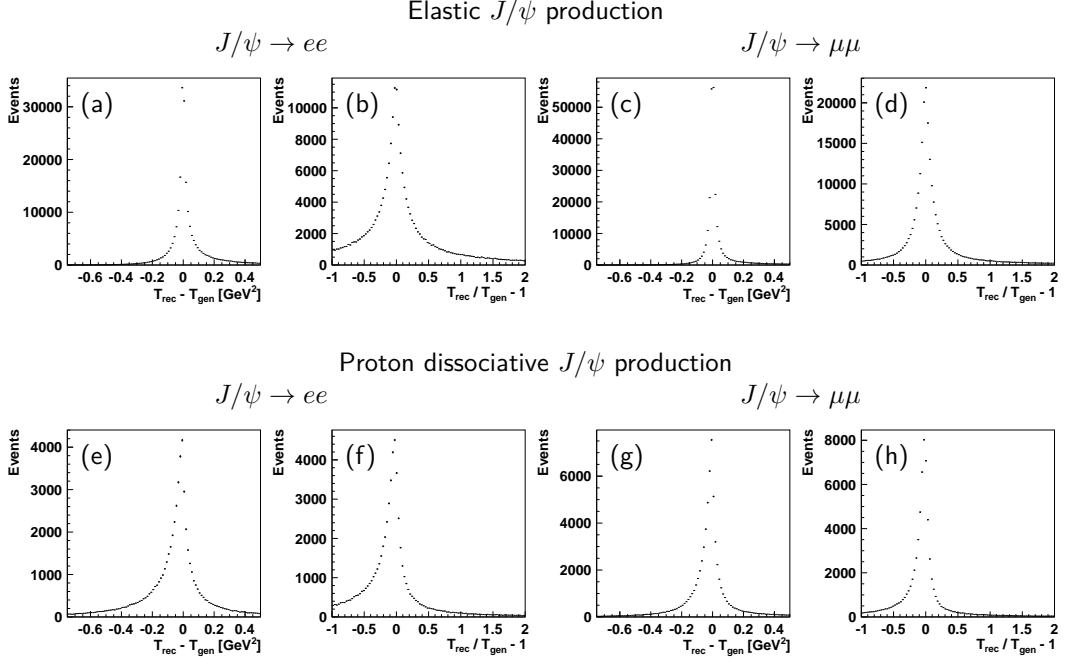 Elastic J/ψ production
J/ψ → ee
J/ψ → μμ
(a)
Events
30000
20000
10000
0
-0.6 -0.4 -0.2 0 0.2 0.4
T_rec - T_gen [GeV²]
(b)
Events
10000
8000
6000
4000
2000
0
-1 -0.5 0 0.5 1 1.5 2
T_rec / T_gen - 1
(c)
Events
50000
40000
30000
20000
10000
0
-0.6 -0.4 -0.2 0 0.2 0.4
T_rec - T_gen [GeV²]
(d)
Events
20000
15000
10000
5000
0
-1 -0.5 0 0.5 1 1.5 2
T_rec / T_gen - 1
Proton dissociative J/ψ production
J/ψ → ee
J/ψ → μμ
(e)
Events
4000
3000
2000
1000
0
-0.6 -0.4 -0.2 0 0.2 0.4
T_rec - T_gen [GeV²]
(f)
Events
4000
3000
2000
1000
0
-1 -0.5 0 0.5 1 1.5 2
T_rec / T_gen - 1
(g)
Events
6000
4000
2000
0
-0.6 -0.4 -0.2 0 0.2 0.4
T_rec - T_gen [GeV²]
(h)
Events
8000
6000
4000
2000
0
-1 -0.5 0 0.5 1 1.5 2
T_rec / T_gen - 1